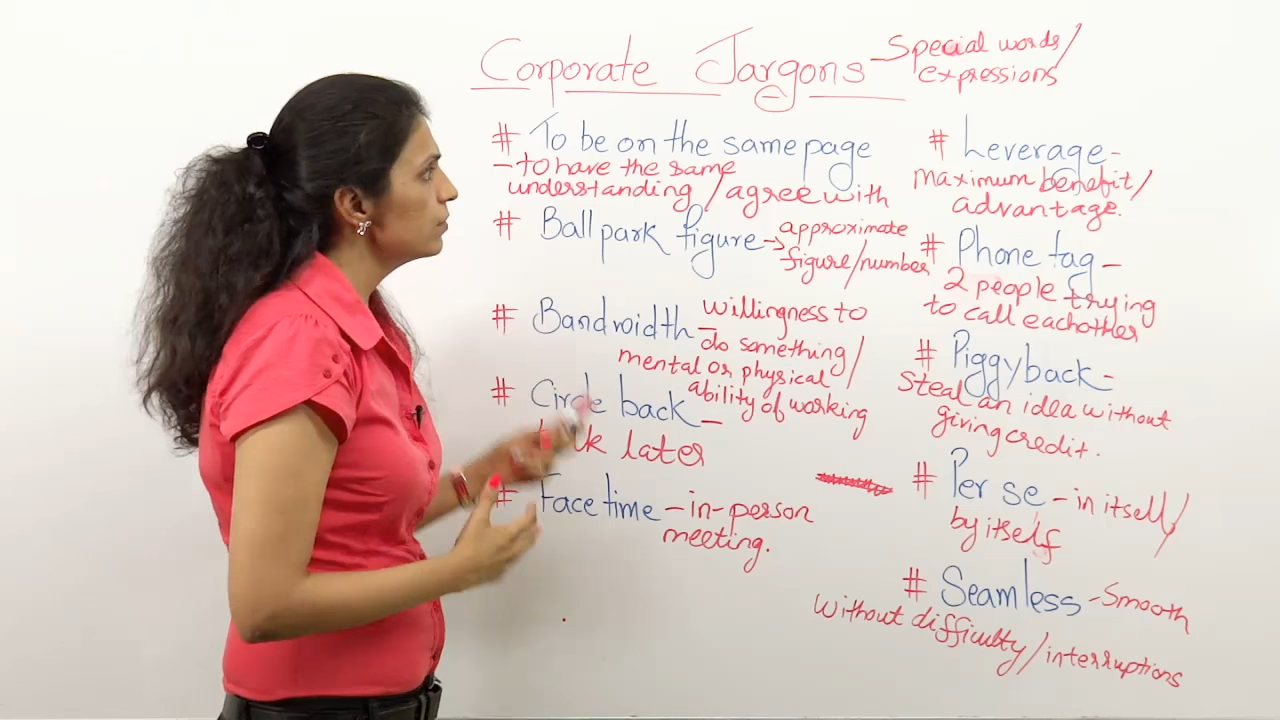 Corporate Jargons - Special words/
expressions
# To be on the same page
- to have the same
understanding / agree with
# Ball park figure → approximate
figure/number
# Bandwidth - willingness to
do something/
mental or physical
ability of working
# Circle back -
talk later
# Face time - in-person
meeting.
# Leverage -
maximum benefit/
advantage.
# Phone tag -
2 people trying
to call eachother
# Piggyback -
Steal an idea without
giving credit.
# Per se - in itself/
by itself
# Seamless - Smooth
without difficulty/interruptions